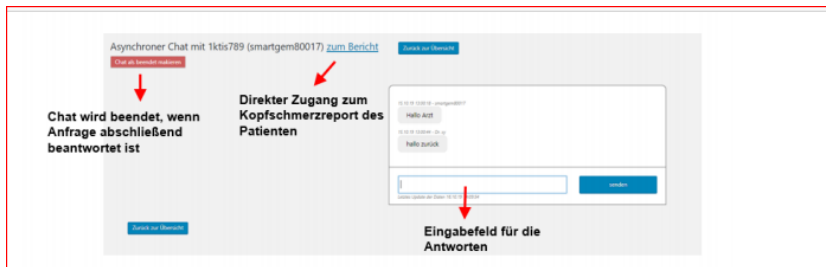 Asynchroner Chat mit 1ktis789 (smartgem80017) zum Bericht
Zurück zur Übersicht
Chat als beendet makieren
Chat wird beendet, wenn
Anfrage abschließend
beantwortet ist
Direkter Zugang zum
Kopfschmerzreport des
Patienten
Hallo Arzt
hallo zurück
senden
Eingabefeld für die
Antworten
Zurück zur Übersicht